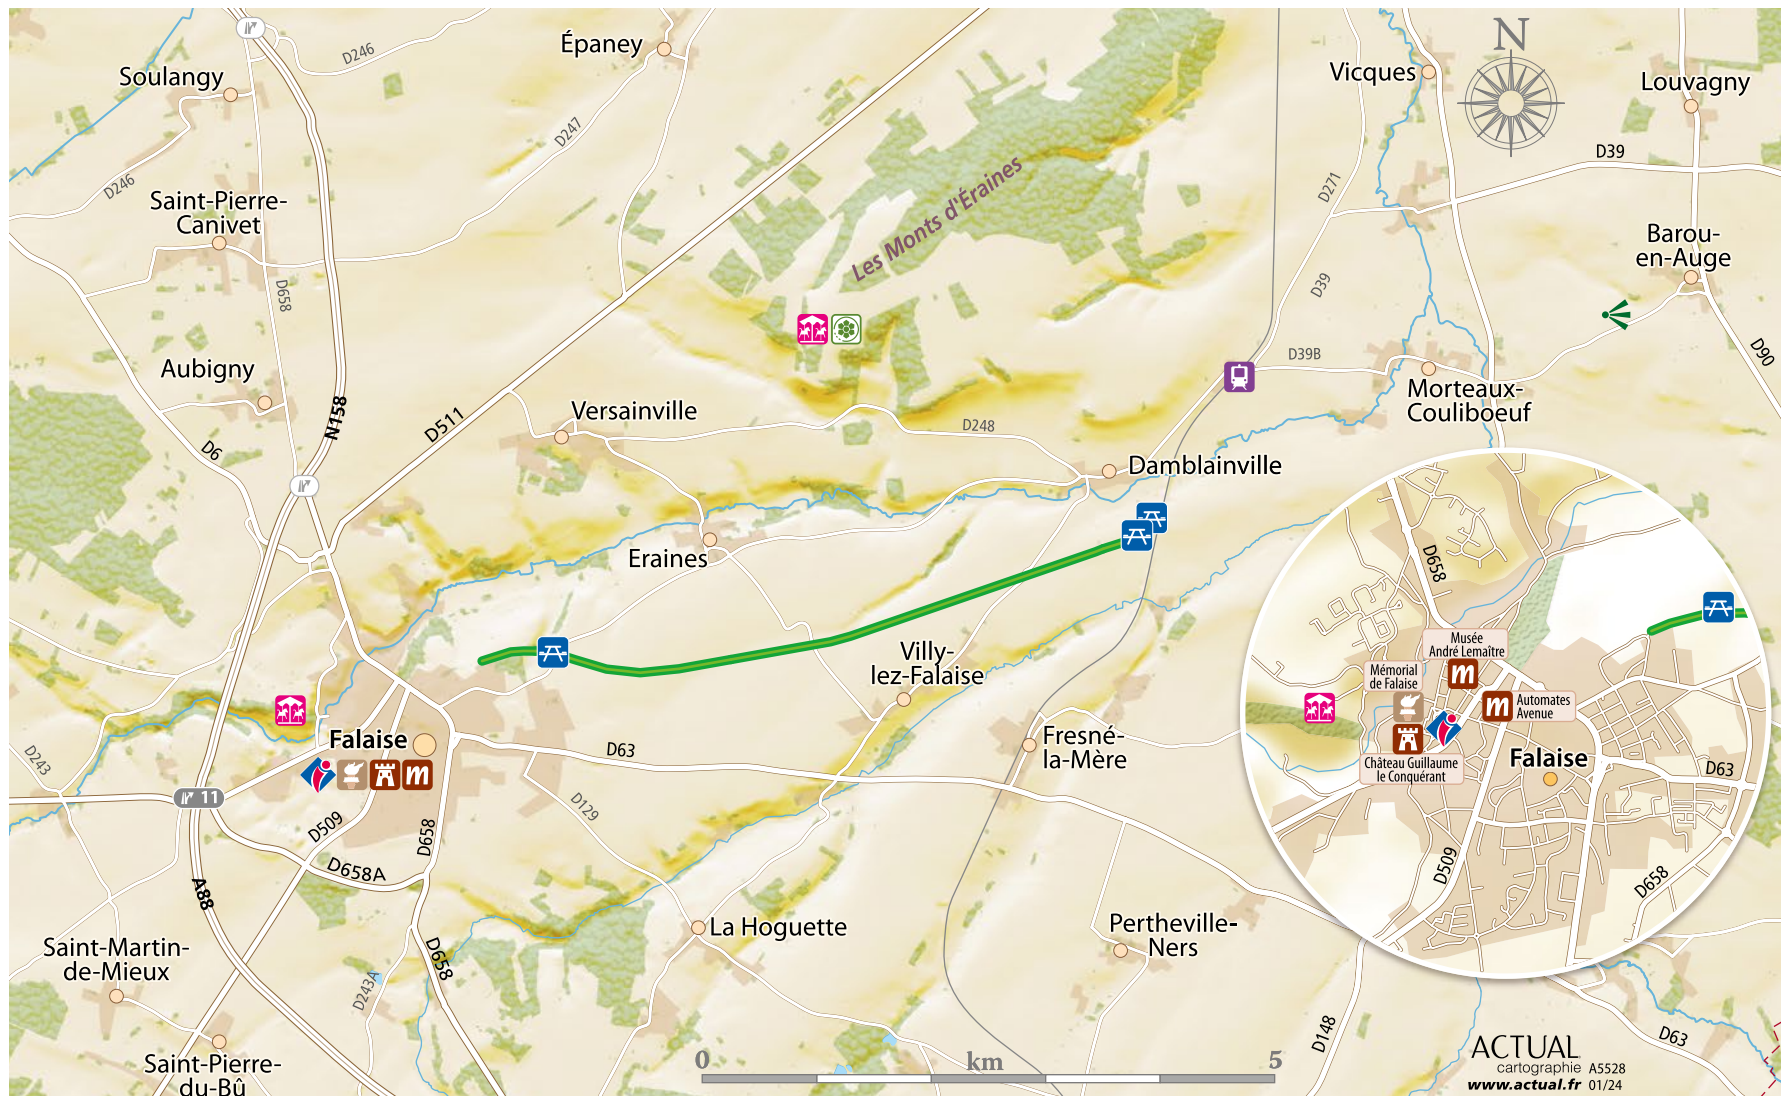 Épaney
D246
Soulangy
Vicques
N
Louvagny
D247
D39
D246
Les Monts d'Éraines
D271
Saint-Pierre-
Canivet
Barou-
en-Auge
D658
D39
Aubigny
D39B
D90
N158
D511
Versainville
D248
Morteaux-
Couliboeuf
D6
Damblainville
Eraines
D658
Musée
André Lemaître
Villy-
lez-Falaise
Mémorial
de Falaise
m
m
Automates
Avenue
Falaise
D243
D63
Fresné-
la-Mère
Château Guillaume
le Conquérant
Falaise
D63
m
11
D509
D129
D658
D658A
D509
D658
A88
La Hoguette
Pertheville-
Ners
Saint-Martin-
de-Mieux
D658
D243A
D148
D63
Saint-Pierre-
du-Bû
0 km 5
ACTUAL
cartographie A5528
www.actual.fr 01/24